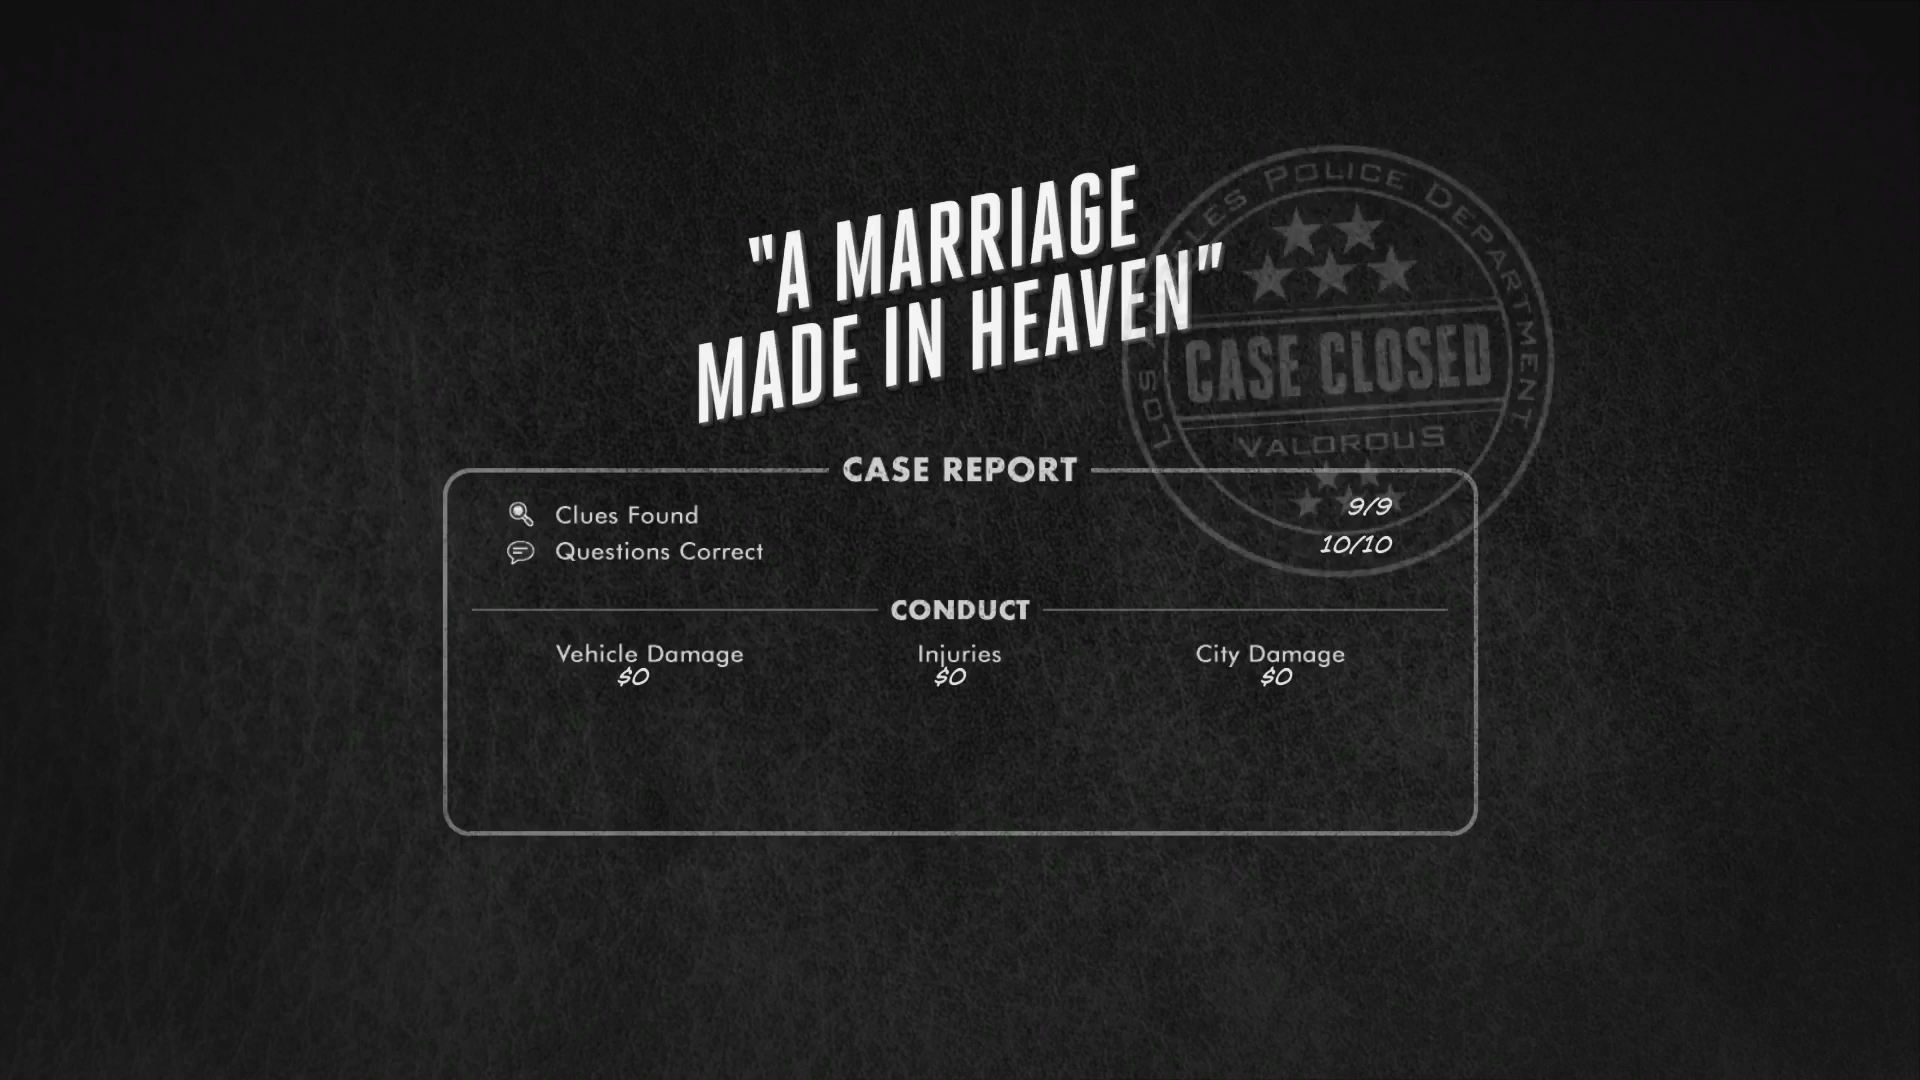 "A MARRIAGE
MADE IN HEAVEN"
LOS
LES POLICE DEPARTMENT
CASE CLOSED
VALOROUS
CASE REPORT
Clues Found 9/9
Questions Correct 10/10
CONDUCT
Vehicle Damage Injuries City Damage
$0 $0 $0